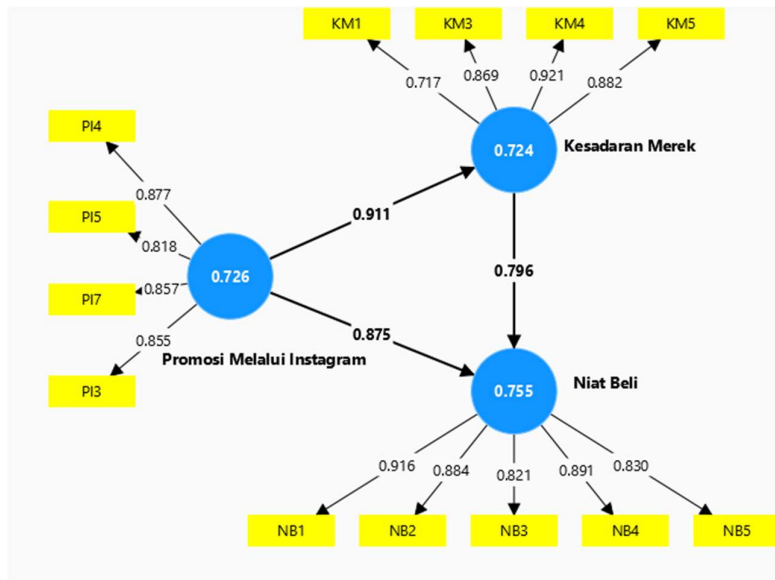 KM1 KM3 KM4 KM5
0.717 0.869 0.921 0.882
0.724
Kesadaran Merek
PI4
PI5
PI7
PI3
0.877
0.818
0.857
0.855
0.726
Promosi Melalui Instagram
0.911
0.875
0.796
0.755
Niat Beli
0.916 0.884 0.821 0.891 0.830
NB1 NB2 NB3 NB4 NB5